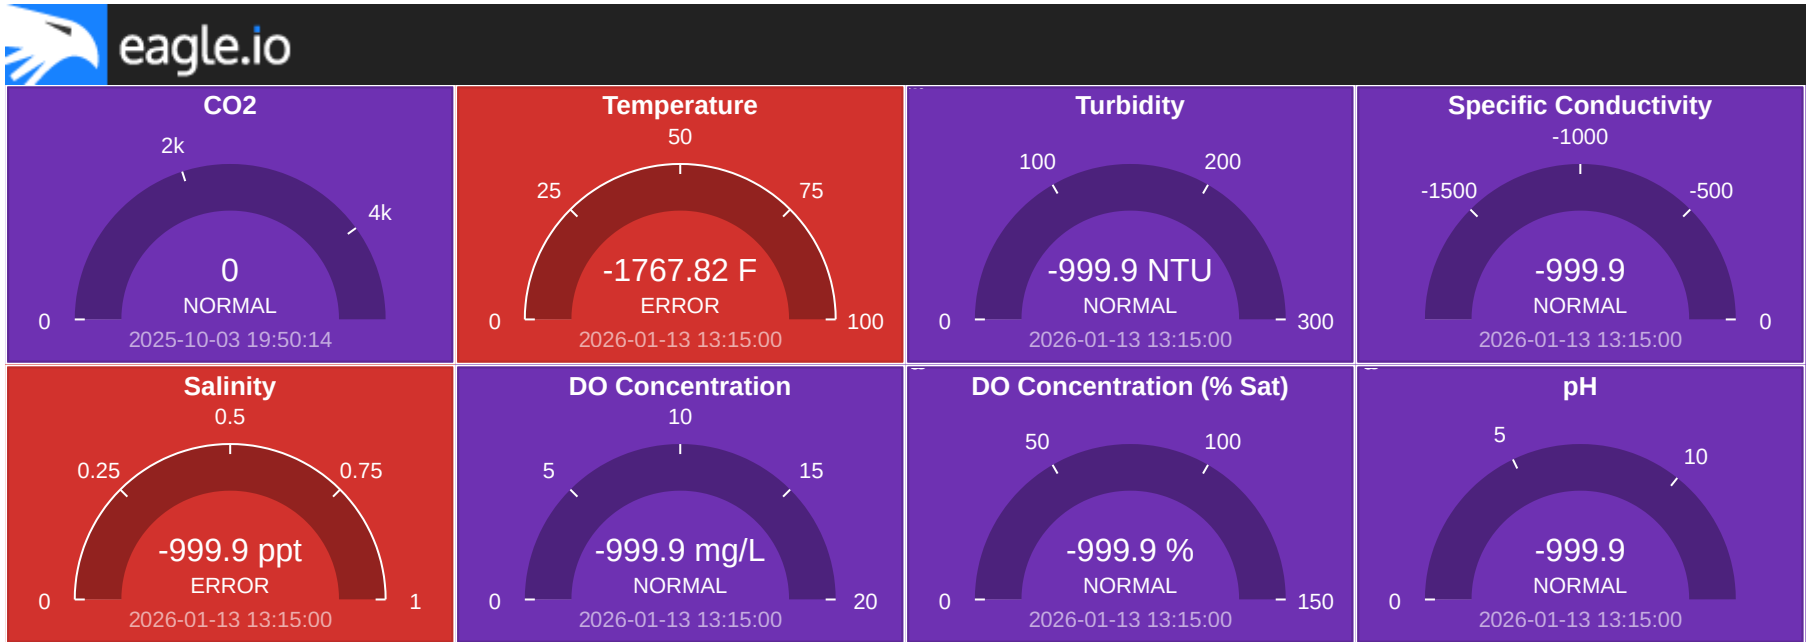 eagle.io
CO2
2k
4k
0
NORMAL
0
2025-10-03 19:50:14
Temperature
50
25
75
-1767.82 F
ERROR
0
100
2026-01-13 13:15:00
Turbidity
100
200
-999.9 NTU
NORMAL
0
300
2026-01-13 13:15:00
Specific Conductivity
-1000
-1500
-500
-999.9
NORMAL
0
2026-01-13 13:15:00
Salinity
0.5
0.25
0.75
-999.9 ppt
ERROR
0
1
2026-01-13 13:15:00
DO Concentration
10
5
15
-999.9 mg/L
NORMAL
0
20
2026-01-13 13:15:00
DO Concentration (% Sat)
50
100
-999.9 %
NORMAL
0
150
2026-01-13 13:15:00
pH
5
10
-999.9
NORMAL
0
2026-01-13 13:15:00